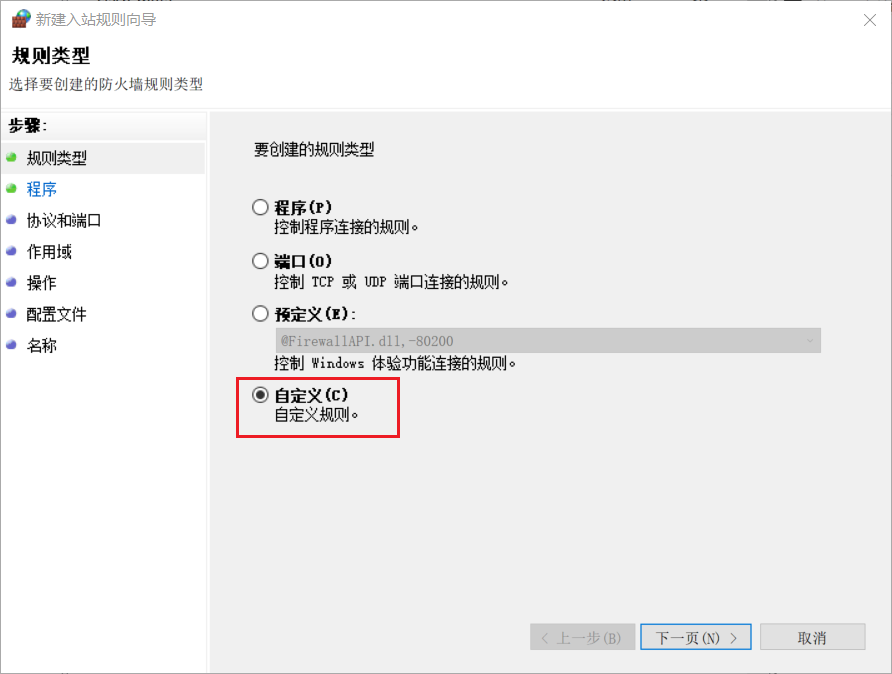 新建入站规则向导
规则类型
选择要创建的防火墙规则类型
步骤:
规则类型
程序
协议和端口
作用域
操作
配置文件
名称
要创建的规则类型
程序(P)
控制程序连接的规则。
端口(O)
控制 TCP 或 UDP 端口连接的规则。
预定义(E):
@FirewallAPI.dll,-80200
控制 Windows 体验功能连接的规则。
自定义(C)
自定义规则。
< 上一步(B)
下一页(N) >
取消